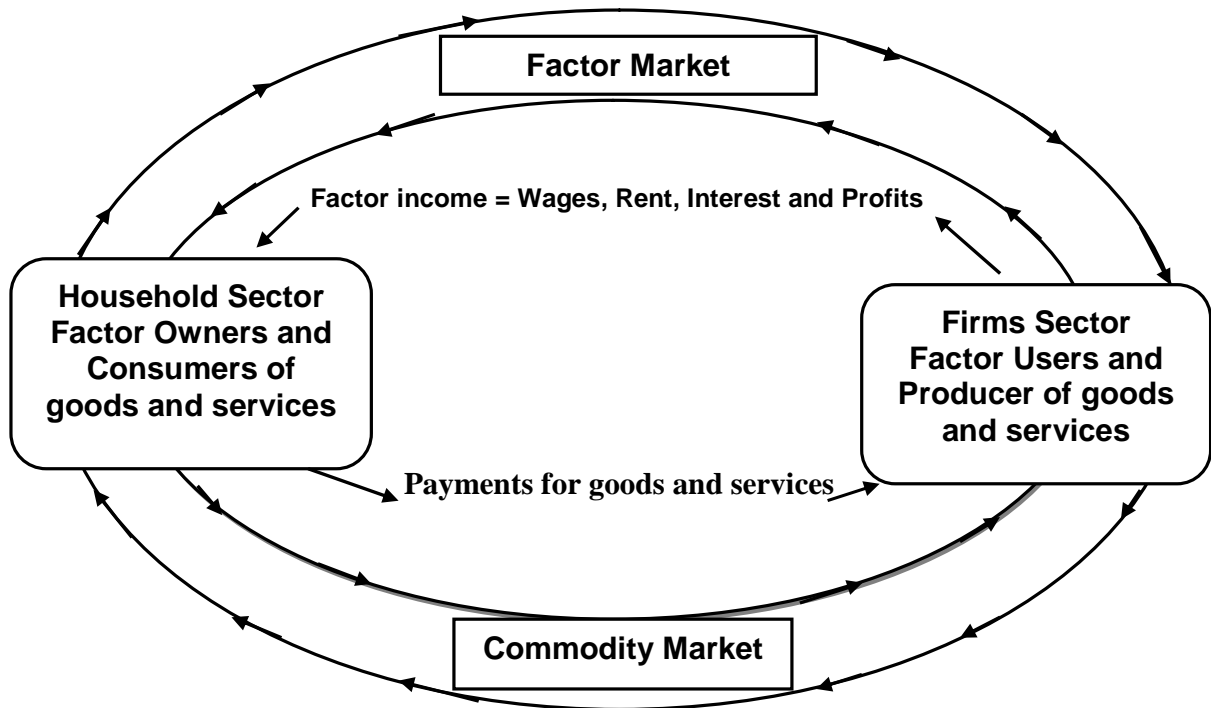 Factor Market
Factor income = Wages, Rent, Interest and Profits
Household Sector
Factor Owners and
Consumers of
goods and services
Firms Sector
Factor Users and
Producer of goods
and services
Payments for goods and services
Commodity Market